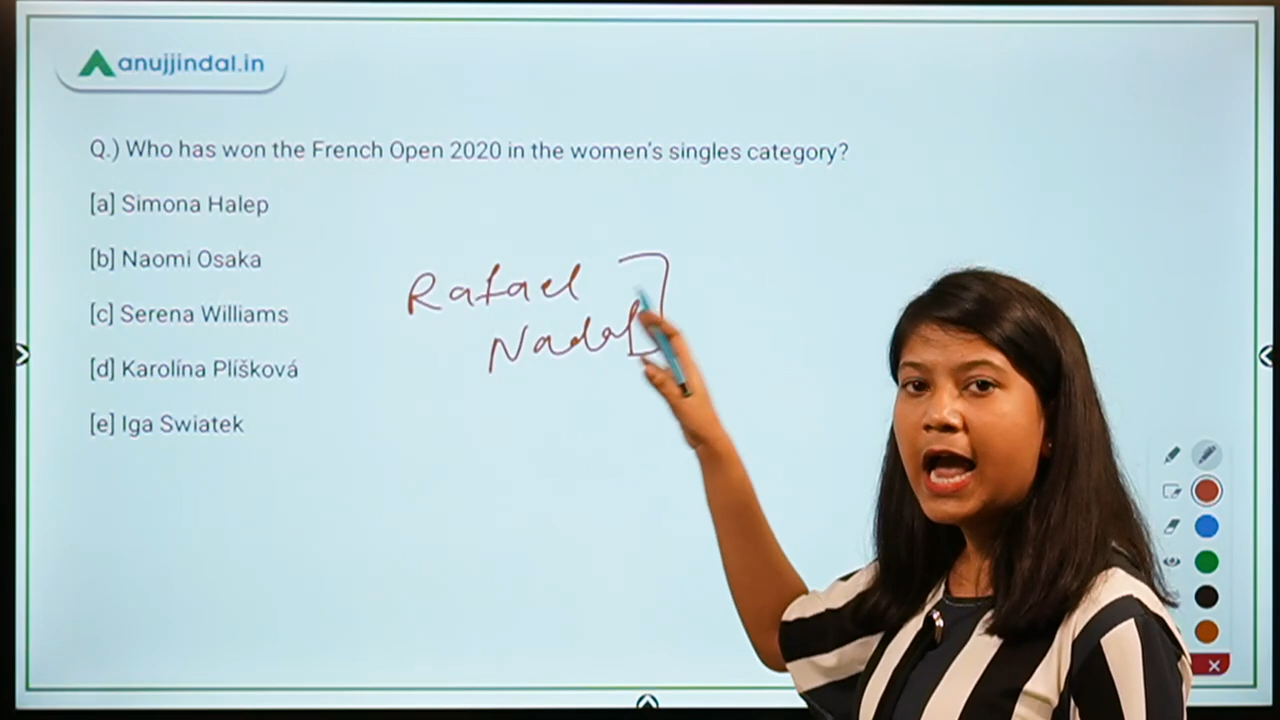 anujjindal.in
Q.) Who has won the French Open 2020 in the women's singles category?
[a] Simona Halep
[b] Naomi Osaka
[c] Serena Williams
[d] Karolína Plíšková
[e] Iga Swiatek
Rafael
Nadal